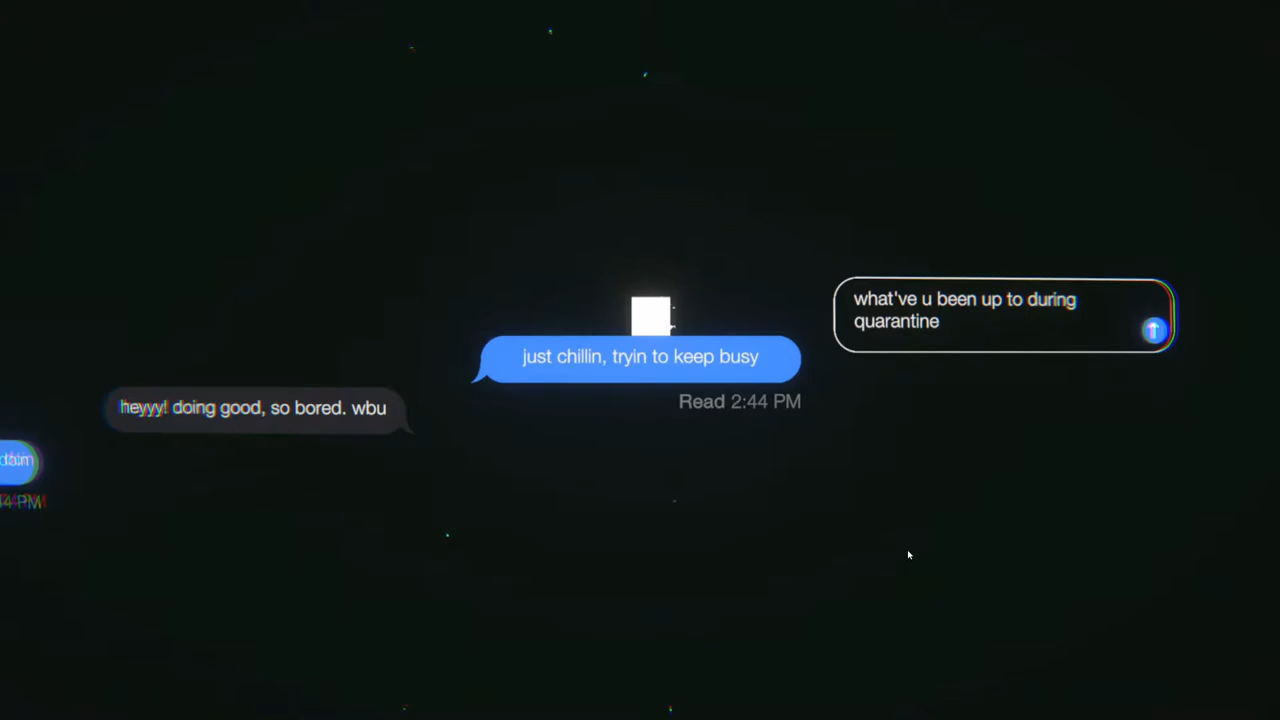 heyyy! doing good, so bored. wbu
just chillin, tryin to keep busy
Read 2:44 PM
what've u been up to during
quarantine